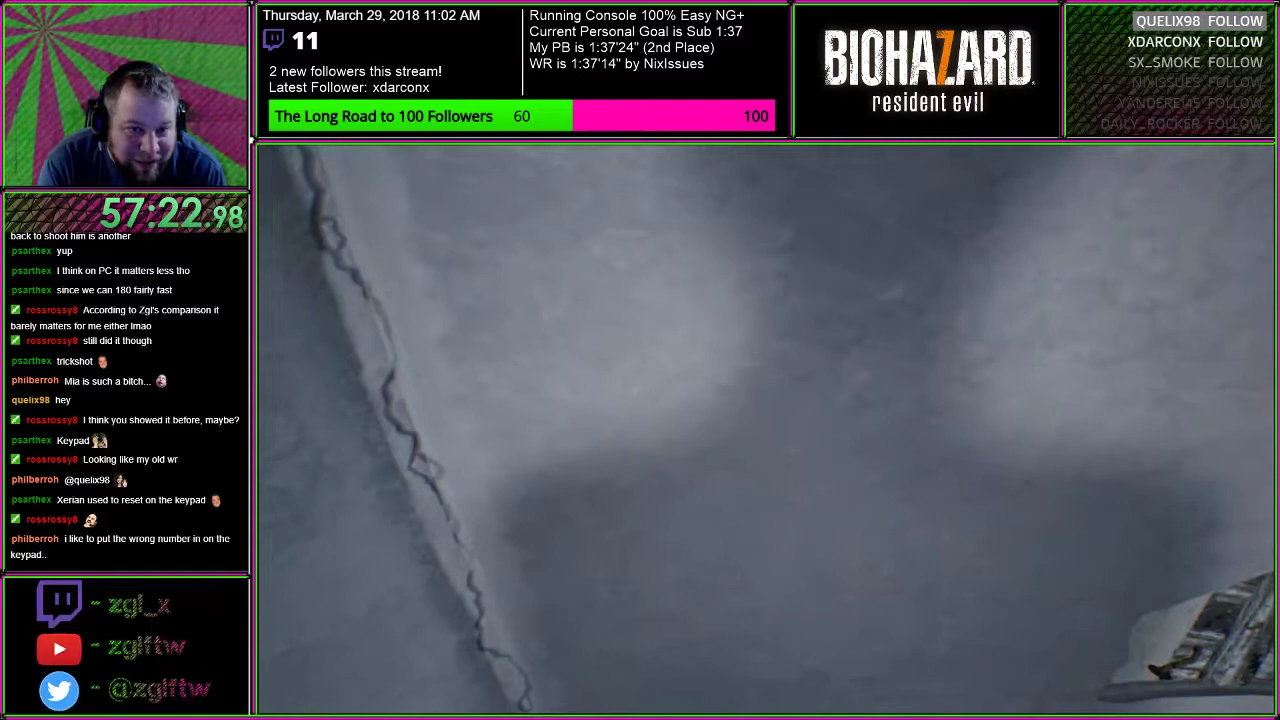 Thursday, March 29, 2018 11:02 AM
11
2 new followers this stream!
Latest Follower: xdarconx
Running Console 100% Easy NG+
Current Personal Goal is Sub 1:37
My PB is 1:37'24" (2nd Place)
WR is 1:37'14" by NixIssues
The Long Road to 100 Followers 60 100
BIOHAZARD
resident evil
QUELIX98 FOLLOW
XDARCONX FOLLOW
SX_SMOKE FOLLOW
NIXISSUES FOLLOW
YANDERE145 FOLLOW
DAILY_ROCKER FOLLOW
57:22.98
back to shoot him is another
psarthex yup
psarthex I think on PC it matters less tho
psarthex since we can 180 fairly fast
rossrossy8 According to Zgl's comparison it
barely matters for me either lmao
rossrossy8 still did it though
psarthex trickshot
philberroh Mia is such a bitch...
quelix98 hey
rossrossy8 I think you showed it before, maybe?
psarthex Keypad
rossrossy8 Looking like my old wr
philberroh @quelix98
psarthex Xerian used to reset on the keypad
rossrossy8
philberroh i like to put the wrong number in on the
keypad..
- zgl_x
- zglftw
- @zglftw